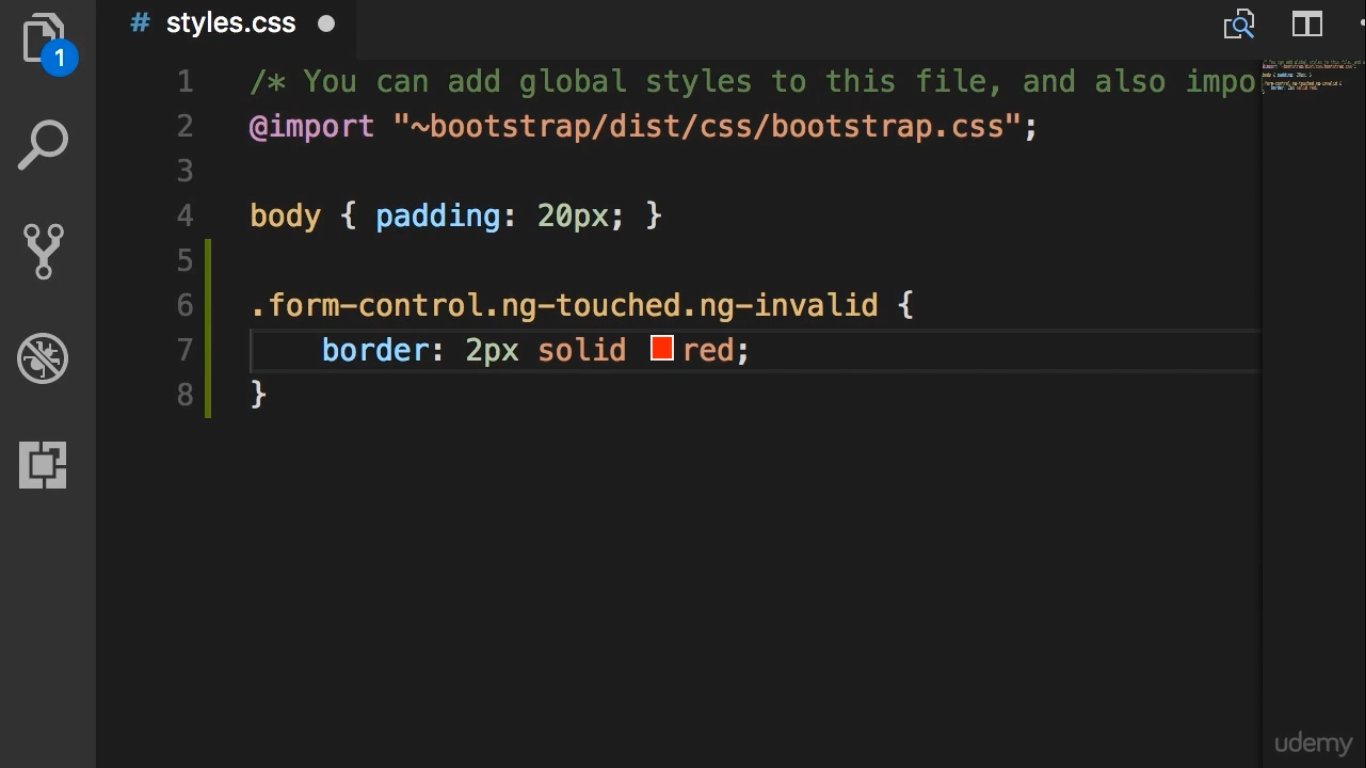 # styles.css
1
1 /* You can add global styles to this file, and also impo
2 @import "~bootstrap/dist/css/bootstrap.css";
3
4 body { padding: 20px; }
5
6 .form-control.ng-touched.ng-invalid {
7 border: 2px solid red;
8 }
udemy